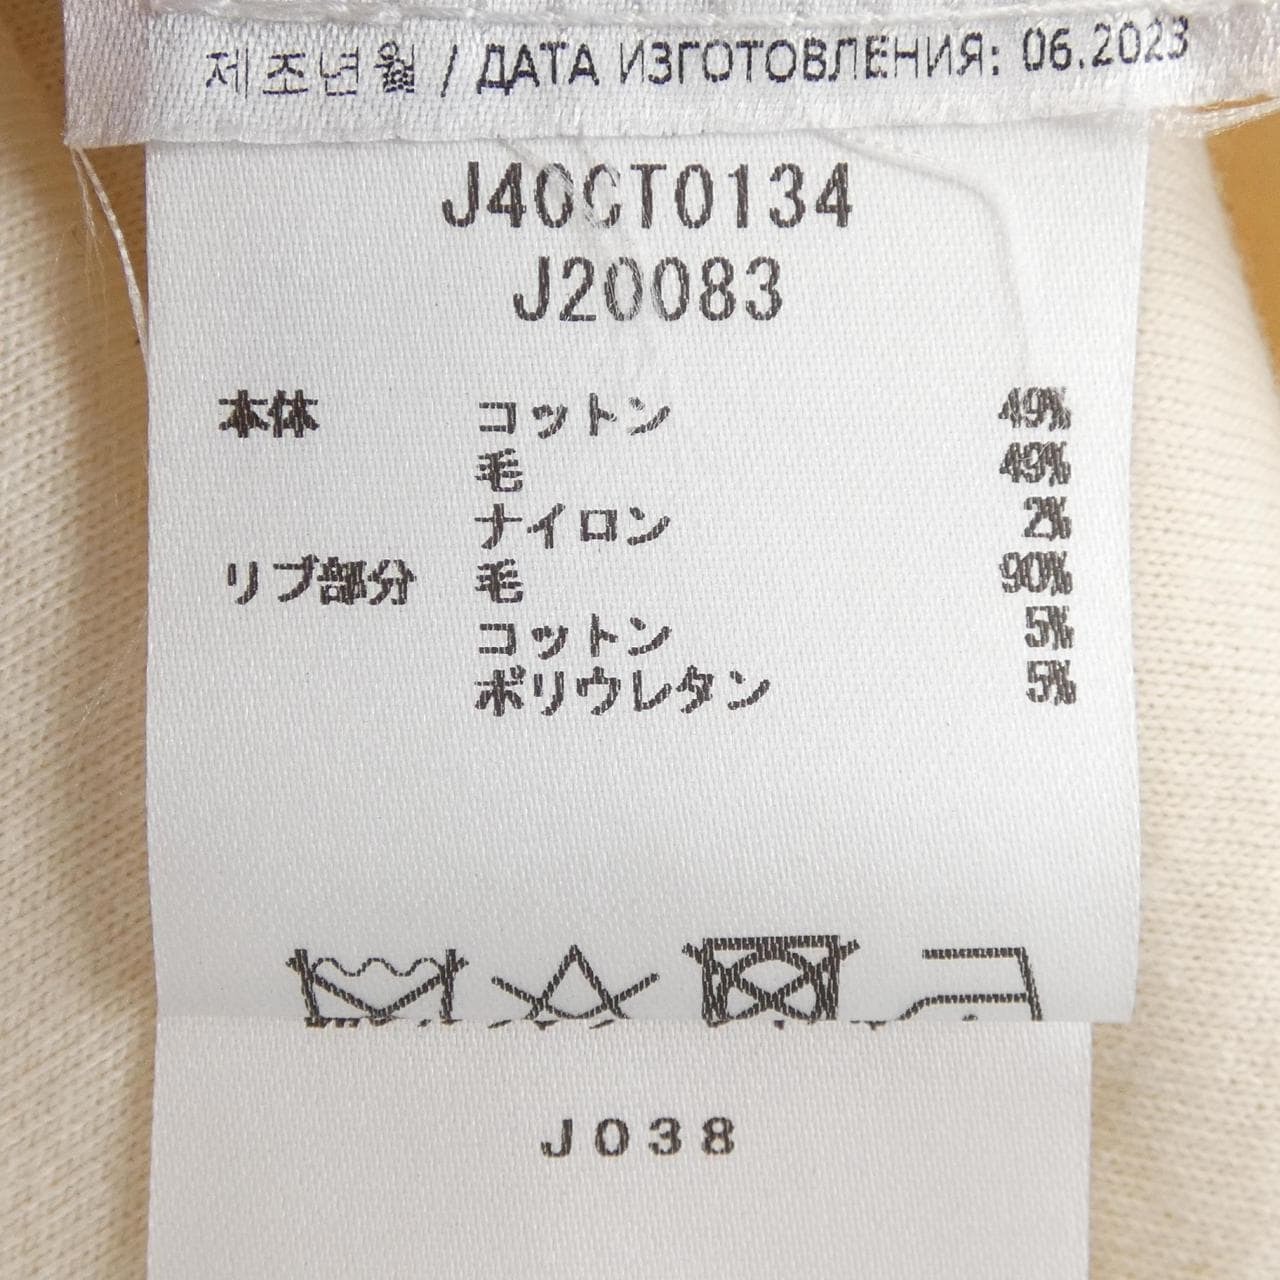 제조년월 / ДАТА ИЗГОТОВЛЕНИЯ: 06.2023
J40CT0134
J20083
本体 コットン 49%
毛 49%
ナイロン 2%
リブ部分 毛 90%
コットン 5%
ポリウレタン 5%
J038